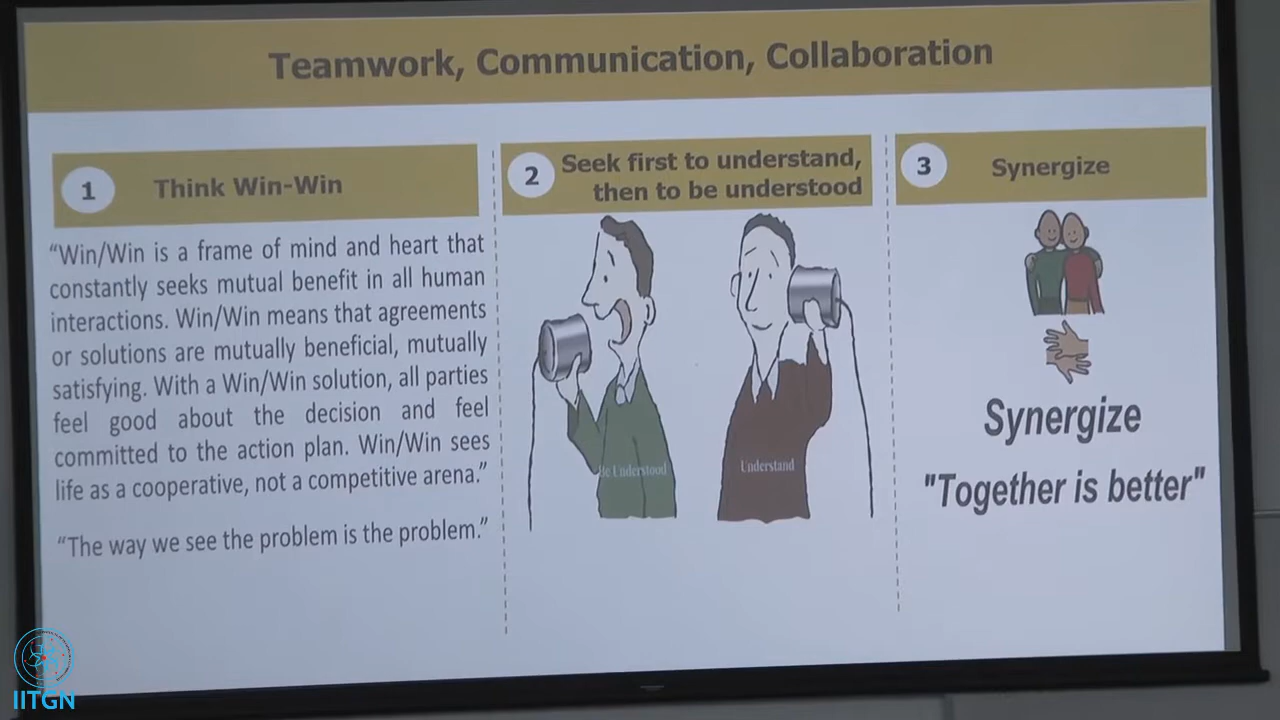 Teamwork, Communication, Collaboration
1
Think Win-Win
“Win/Win is a frame of mind and heart that
constantly seeks mutual benefit in all human
interactions. Win/Win means that agreements
or solutions are mutually beneficial, mutually
satisfying. With a Win/Win solution, all parties
feel good about the decision and feel
committed to the action plan. Win/Win sees
life as a cooperative, not a competitive arena.”
“The way we see the problem is the problem.”
2
Seek first to understand,
then to be understood
Be Understood
Understand
3
Synergize
Synergize
"Together is better"
IITGN